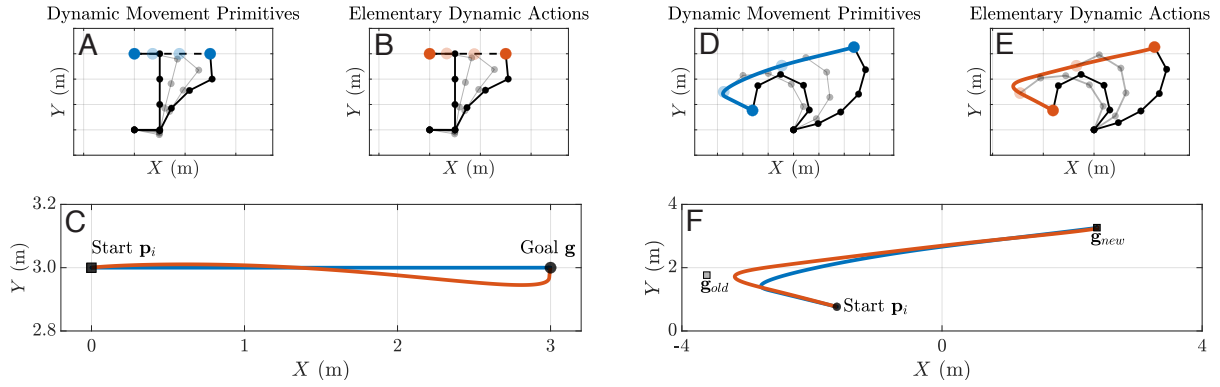 Dynamic Movement Primitives
Elementary Dynamic Actions
Dynamic Movement Primitives
Elementary Dynamic Actions
A
B
D
E
Y (m)
Y (m)
Y (m)
Y (m)
X (m)
X (m)
X (m)
X (m)
C
3.2
3.0
2.8
Y (m)
Start p_i
Goal g
0
1
2
3
X (m)
F
4
2
0
Y (m)
g_new
g_old
Start p_i
-4
0
4
X (m)